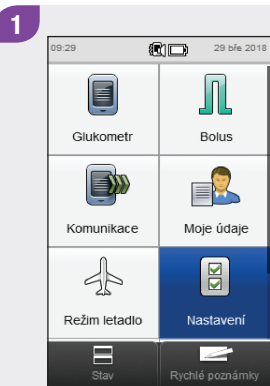 1
09:29 29 bře 2018
Glukometr Bolus
Komunikace Moje údaje
Režim letadlo Nastavení
Stav Rychlé poznámky